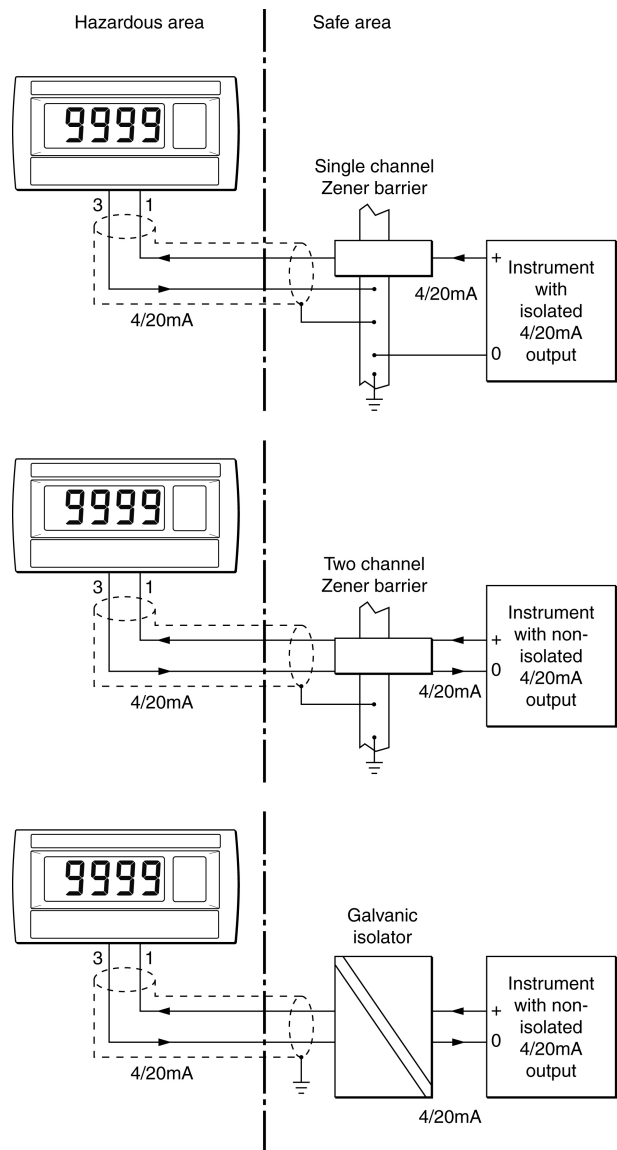 Hazardous area
Safe area
9999
Single channel
Zener barrier
3
1
4/20mA
4/20mA
+
0
Instrument
with
isolated
4/20mA
output
9999
Two channel
Zener barrier
3
1
4/20mA
4/20mA
+
0
Instrument
with non-
isolated
4/20mA
output
9999
Galvanic
isolator
3
1
4/20mA
4/20mA
+
0
Instrument
with non-
isolated
4/20mA
output